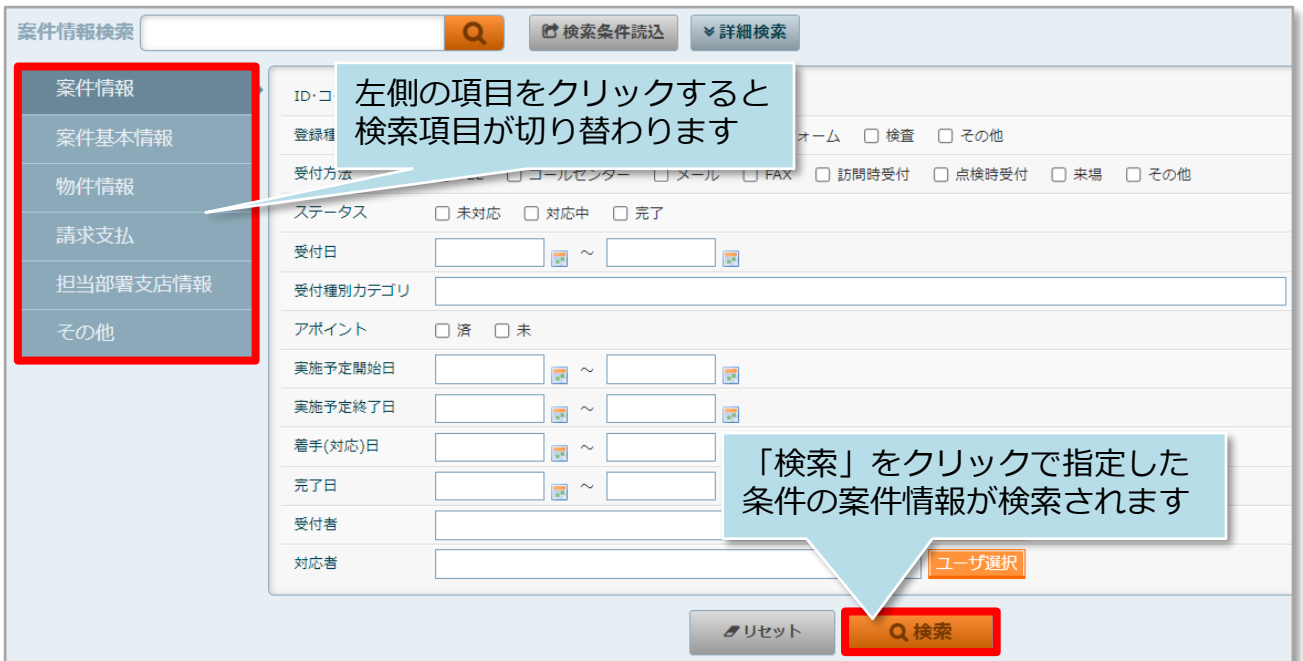 案件情報検索
検索条件読込
詳細検索
案件情報
案件基本情報
物件情報
請求支払
担当部署支店情報
その他
左側の項目をクリックすると
検索項目が切り替わります
ID・コ
登録種
ォーム 検査 その他
受付方法 コールセンター メール FAX 訪問時受付 点検時受付 来場 その他
ステータス 未対応 対応中 完了
受付日 ~
受付種別カテゴリ
アポイント 済 未
実施予定開始日 ~
実施予定終了日 ~
着手(対応)日 ~
完了日 ~
受付者
対応者 ユーザ選択
「検索」をクリックで指定した
条件の案件情報が検索されます
リセット 検索